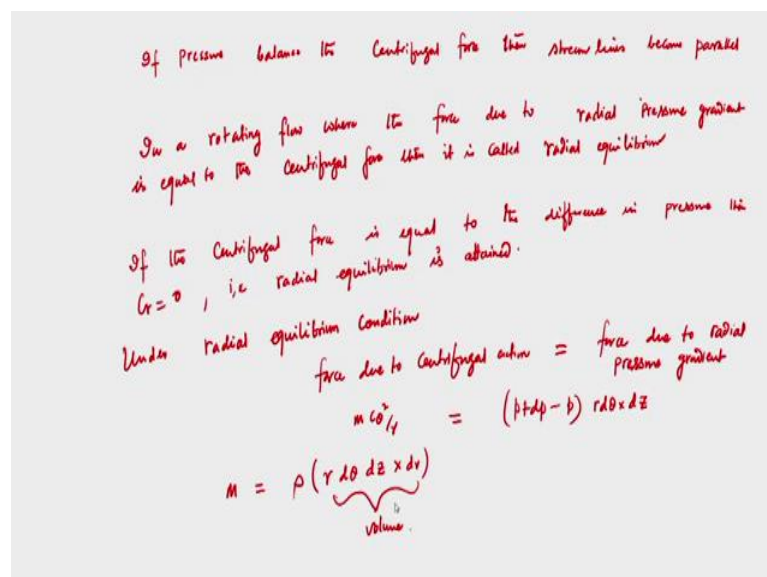 If pressure balance the Centrifugal force then stream lines become parallel
In a rotating flow where the force due to radial Pressure gradient
is equal to the Centrifugal force then it is called radial equilibrium
If the Centrifugal force is equal to the difference in pressure then
Cr = 0, i.e radial equilibrium is attained.
Under radial equilibrium Condition
force due to Centrifugal action = force due to radial
pressure gradient
m cθ²/r = (p+dp-p) rdθ×dz
m = ρ(r dθ dz × dr)
volume.